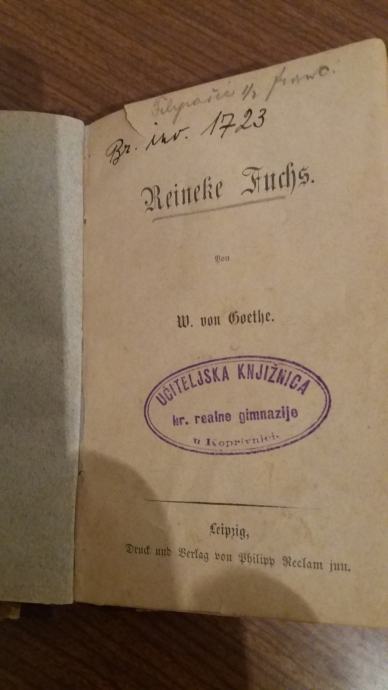 Br. inv. 1723
Reineke Fuchs.
Von
W. von Goethe.
UČITELJSKA KNJIŽNICA
kr. realne gimnazije
u Koprivnici.
Leipzig,
Druck und Verlag von Philipp Reclam jun.